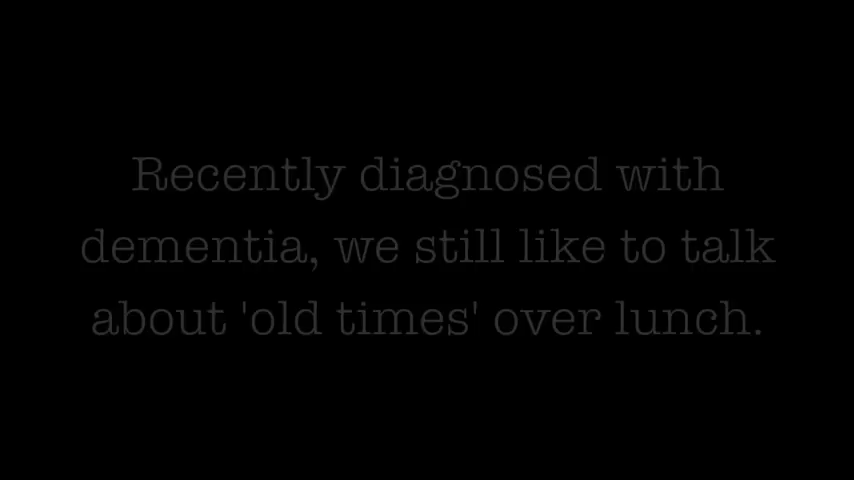 Recently diagnosed with
dementia, we still like to talk
about 'old times' over lunch.